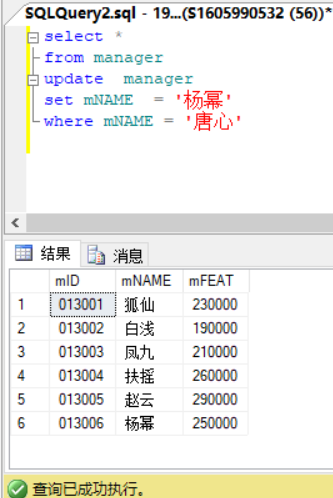 SQLQuery2.sql - 19...(S1605990532 (56))*
select *
from manager
update manager
set mNAME = '杨幂'
where mNAME = '唐心'
结果 消息
mID mNAME mFEAT
1 013001 狐仙 230000
2 013002 白浅 190000
3 013003 凤九 210000
4 013004 扶摇 260000
5 013005 赵云 290000
6 013006 杨幂 250000
查询已成功执行。